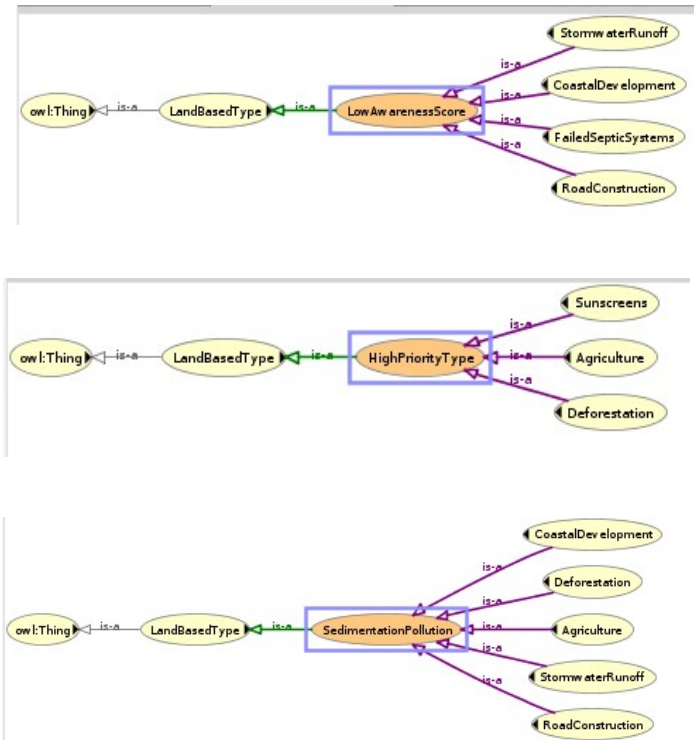 StormwaterRunoff
is-a
CoastalDevelopment
owl:Thing is-a LandBasedType is-a LowAwarenessScore is-a
is-a FailedSepticSystems
is-a
RoadConstruction
Sunscreens
is-a
owl:Thing is-a LandBasedType is-a HighPriorityType is-a Agriculture
is-a
Deforestation
CoastalDevelopment
is-a
Deforestation
is-a
owl:Thing is-a LandBasedType is-a SedimentationPollution is-a Agriculture
is-a
StormwaterRunoff
is-a
RoadConstruction